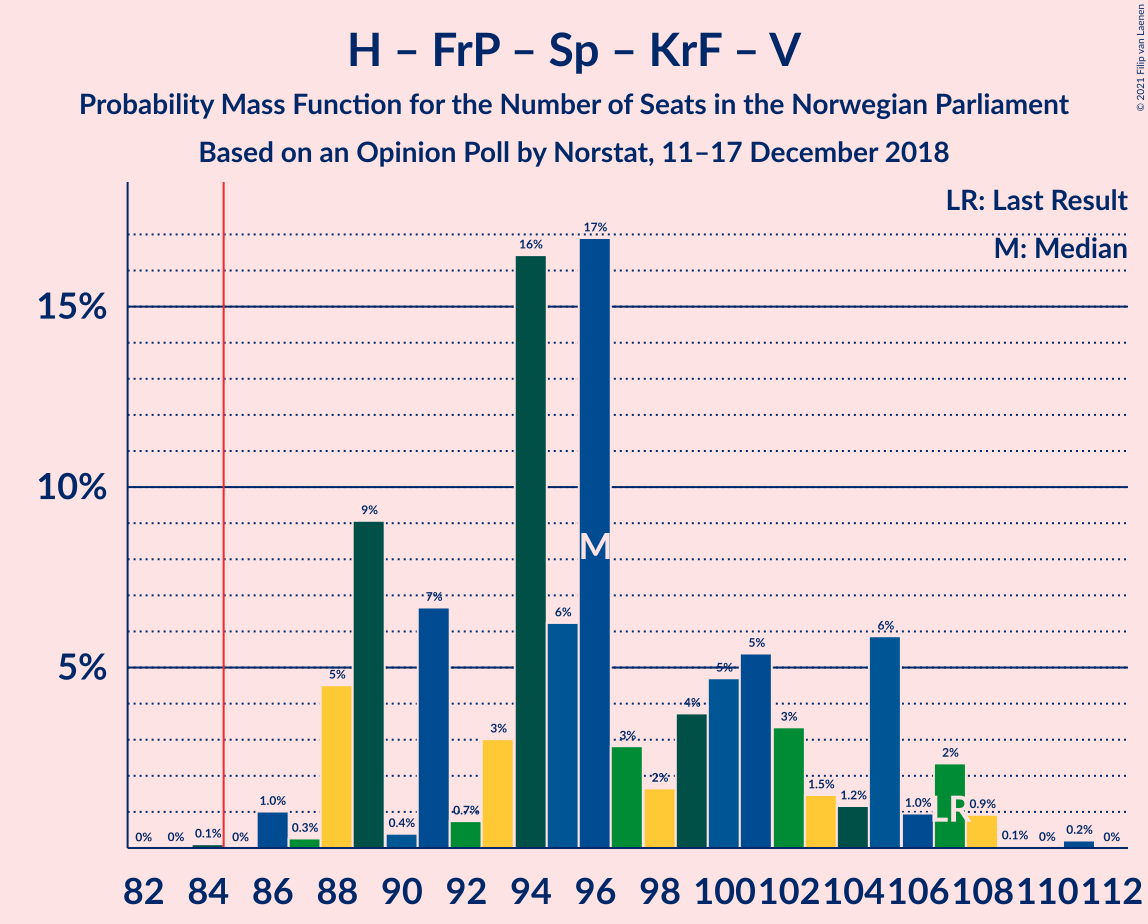 H – FrP – Sp – KrF – V
Probability Mass Function for the Number of Seats in the Norwegian Parliament
Based on an Opinion Poll by Norstat, 11–17 December 2018
© 2021 Filip van Laenen
LR: Last Result
M: Median
15%
10%
5%
0% 0% 0.1% 0% 1.0% 0.3% 5% 9% 0.4% 7% 0.7% 3% 16% 6% 17% 3% 2% 4% 5% 5% 3% 1.5% 1.2% 6% 1.0% 2% 0.9% 0.1% 0% 0.2% 0%
M
LR
82 84 86 88 90 92 94 96 98 100 102 104 106 108 110 112